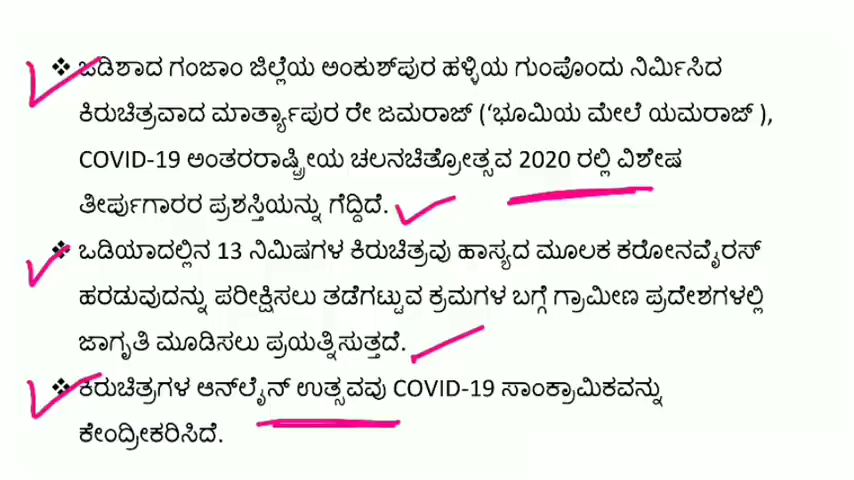 ❖ ಒಡಿಶಾದ ಗಂಜಾಂ ಜಿಲ್ಲೆಯ ಅಂಕುಶ್‌ಪುರ ಹಳ್ಳಿಯ ಗುಂಪೊಂದು ನಿರ್ಮಿಸಿದ
ಕಿರುಚಿತ್ರವಾದ ಮಾರ್ತ್ಯಾಪುರ ರೇ ಜಮರಾಜ್ ('ಭೂಮಿಯ ಮೇಲೆ ಯಮರಾಜ್ ),
COVID-19 ಅಂತರರಾಷ್ಟ್ರೀಯ ಚಲನಚಿತ್ರೋತ್ಸವ 2020 ರಲ್ಲಿ ವಿಶೇಷ
ತೀರ್ಪುಗಾರರ ಪ್ರಶಸ್ತಿಯನ್ನು ಗೆದ್ದಿದೆ.
❖ ಒಡಿಯಾದಲ್ಲಿನ 13 ನಿಮಿಷಗಳ ಕಿರುಚಿತ್ರವು ಹಾಸ್ಯದ ಮೂಲಕ ಕರೋನವೈರಸ್
ಹರಡುವುದನ್ನು ಪರೀಕ್ಷಿಸಲು ತಡೆಗಟ್ಟುವ ಕ್ರಮಗಳ ಬಗ್ಗೆ ಗ್ರಾಮೀಣ ಪ್ರದೇಶಗಳಲ್ಲಿ
ಜಾಗೃತಿ ಮೂಡಿಸಲು ಪ್ರಯತ್ನಿಸುತ್ತದೆ.
❖ ಕಿರುಚಿತ್ರಗಳ ಆನ್‌ಲೈನ್ ಉತ್ಸವವು COVID-19 ಸಾಂಕ್ರಾಮಿಕವನ್ನು
ಕೇಂದ್ರೀಕರಿಸಿದೆ.